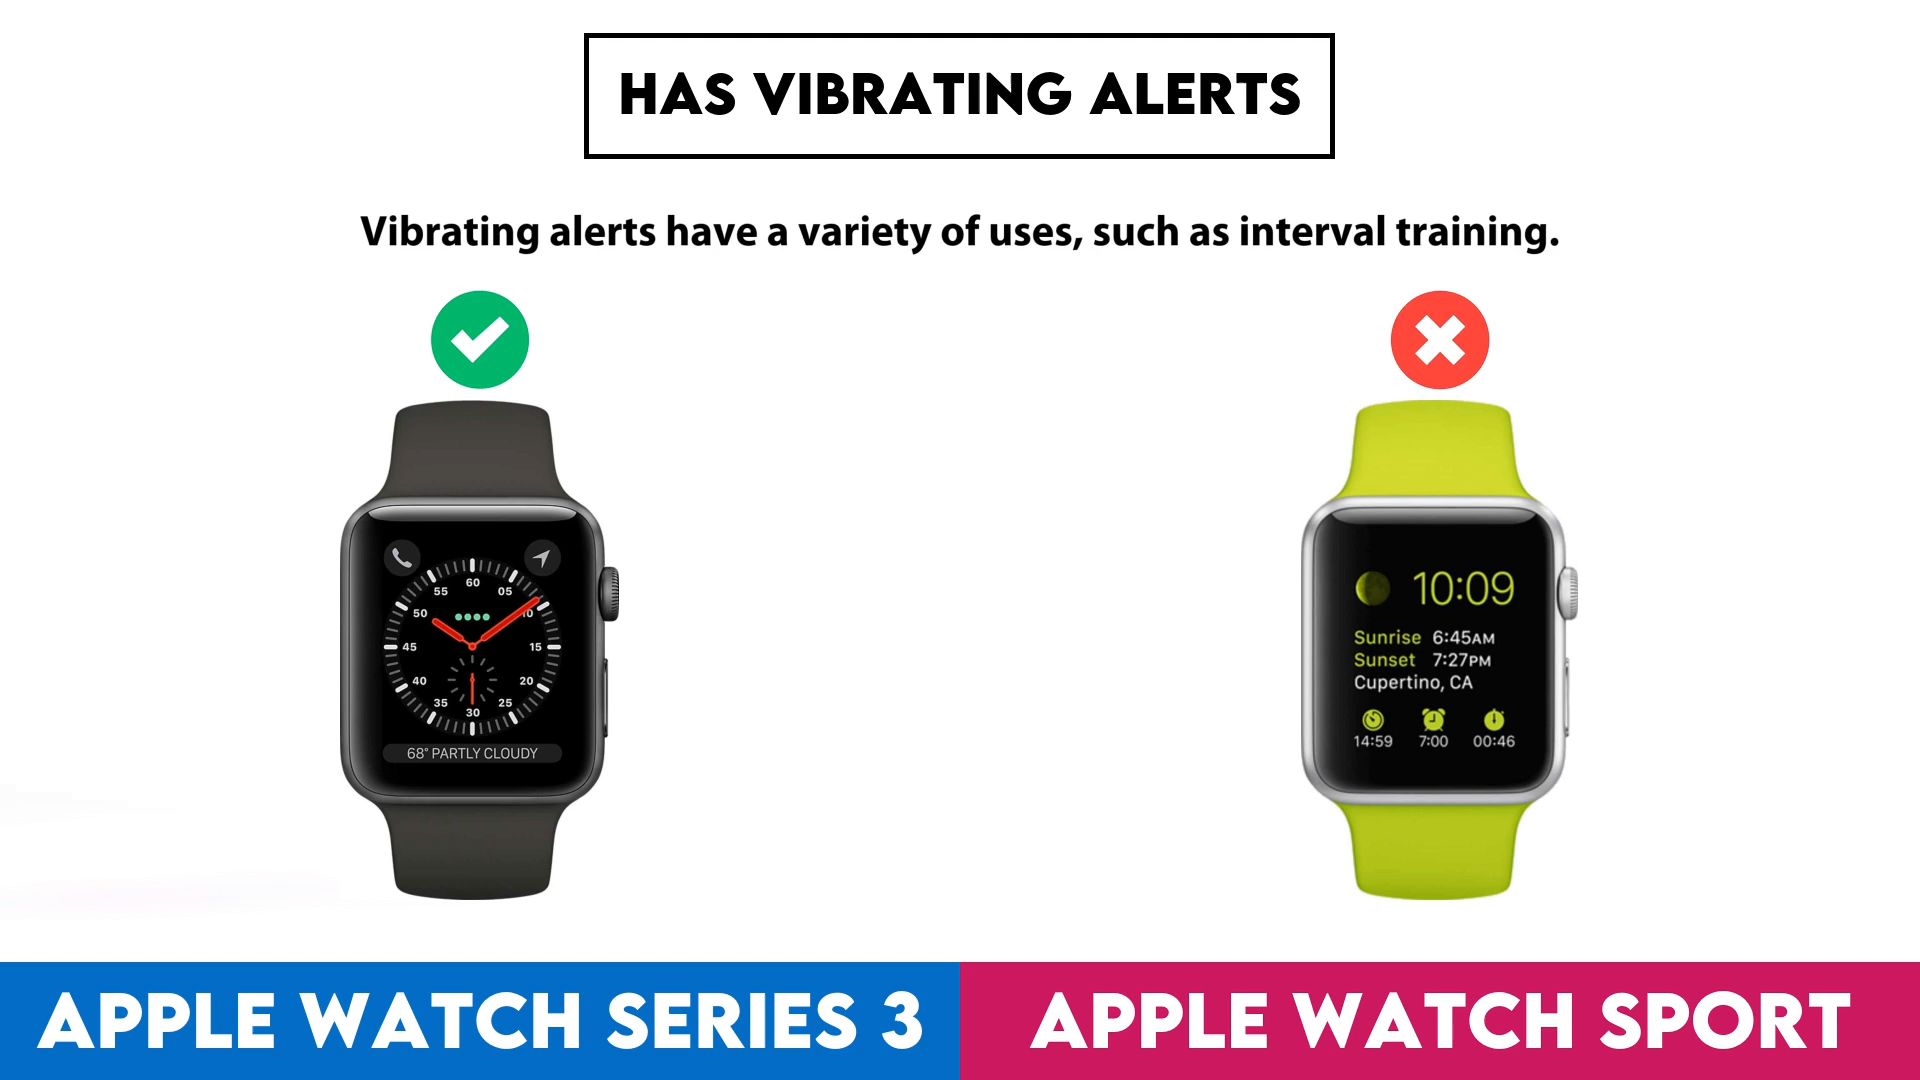 HAS VIBRATING ALERTS
Vibrating alerts have a variety of uses, such as interval training.
60
55 05
50 10
45 15
40 20
35 25
30
68° PARTLY CLOUDY
10:09
Sunrise 6:45AM
Sunset 7:27PM
Cupertino, CA
14:59 7:00 00:46
APPLE WATCH SERIES 3
APPLE WATCH SPORT